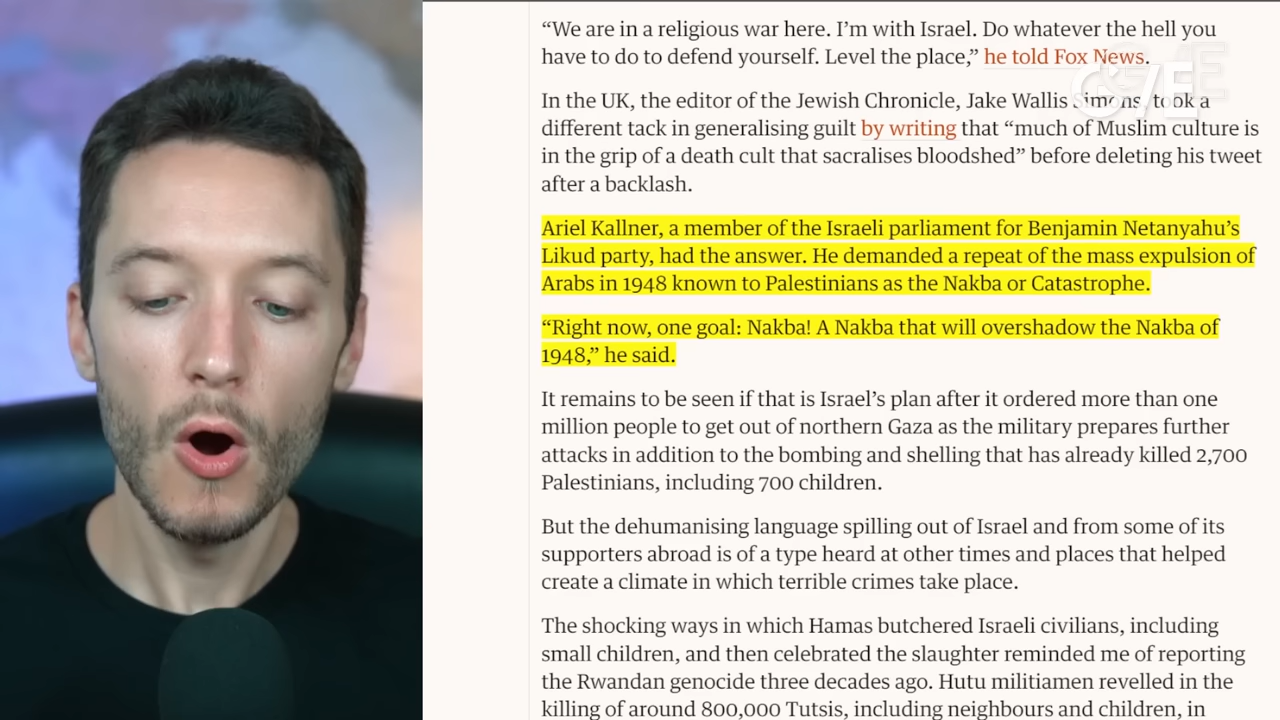 “We are in a religious war here. I’m with Israel. Do whatever the hell you
have to do to defend yourself. Level the place,” he told Fox News.
In the UK, the editor of the Jewish Chronicle, Jake Wallis Simons, took a
different tack in generalising guilt by writing that “much of Muslim culture is
in the grip of a death cult that sacralises bloodshed” before deleting his tweet
after a backlash.
Ariel Kallner, a member of the Israeli parliament for Benjamin Netanyahu’s
Likud party, had the answer. He demanded a repeat of the mass expulsion of
Arabs in 1948 known to Palestinians as the Nakba or Catastrophe.
“Right now, one goal: Nakba! A Nakba that will overshadow the Nakba of
1948,” he said.
It remains to be seen if that is Israel’s plan after it ordered more than one
million people to get out of northern Gaza as the military prepares further
attacks in addition to the bombing and shelling that has already killed 2,700
Palestinians, including 700 children.
But the dehumanising language spilling out of Israel and from some of its
supporters abroad is of a type heard at other times and places that helped
create a climate in which terrible crimes take place.
The shocking ways in which Hamas butchered Israeli civilians, including
small children, and then celebrated the slaughter reminded me of reporting
the Rwandan genocide three decades ago. Hutu militiamen revelled in the
killing of around 800,000 Tutsis, including neighbours and children, in